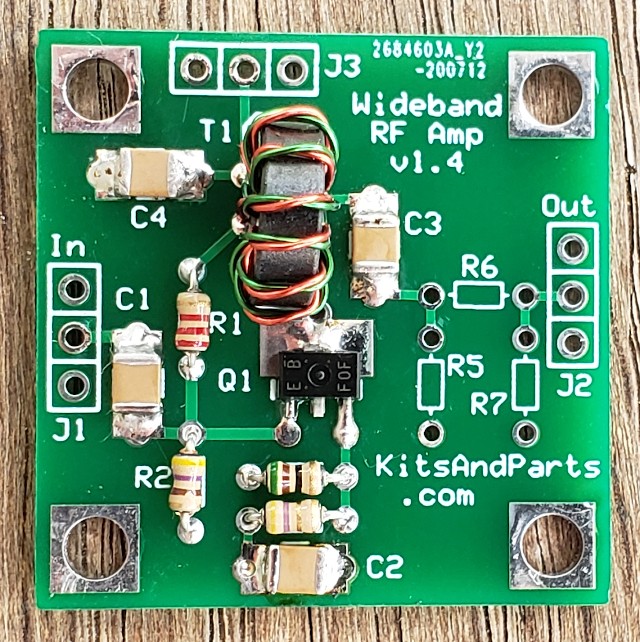 J3
2684603A_Y2
-200712
Wideband
RF Amp
v1.4
T1
C4
C3
Out
In
C1
R6
R1
Q1
R5
R7
J2
J1
R2
KitsAndParts
.com
C2